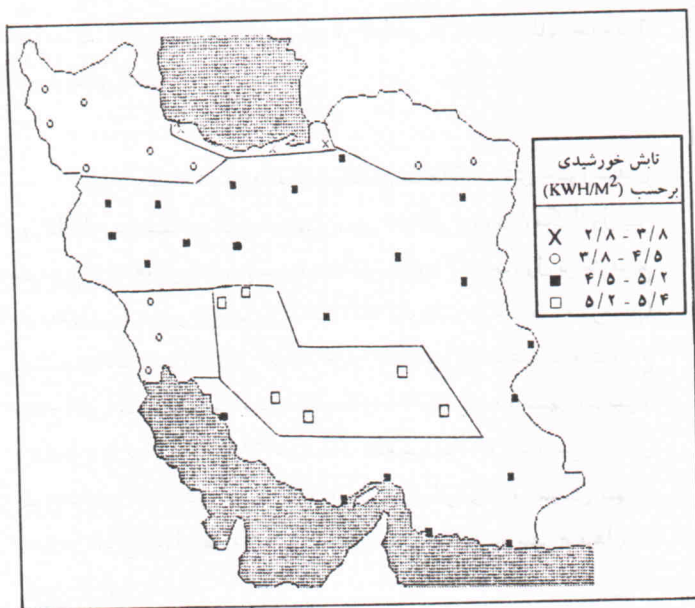 تابش خورشیدی
برحسب (KWH/M²)
X ۲/۸ - ۳/۸
○ ۳/۸ - ۴/۵
■ ۴/۵ - ۵/۲
□ ۵/۲ - ۵/۴